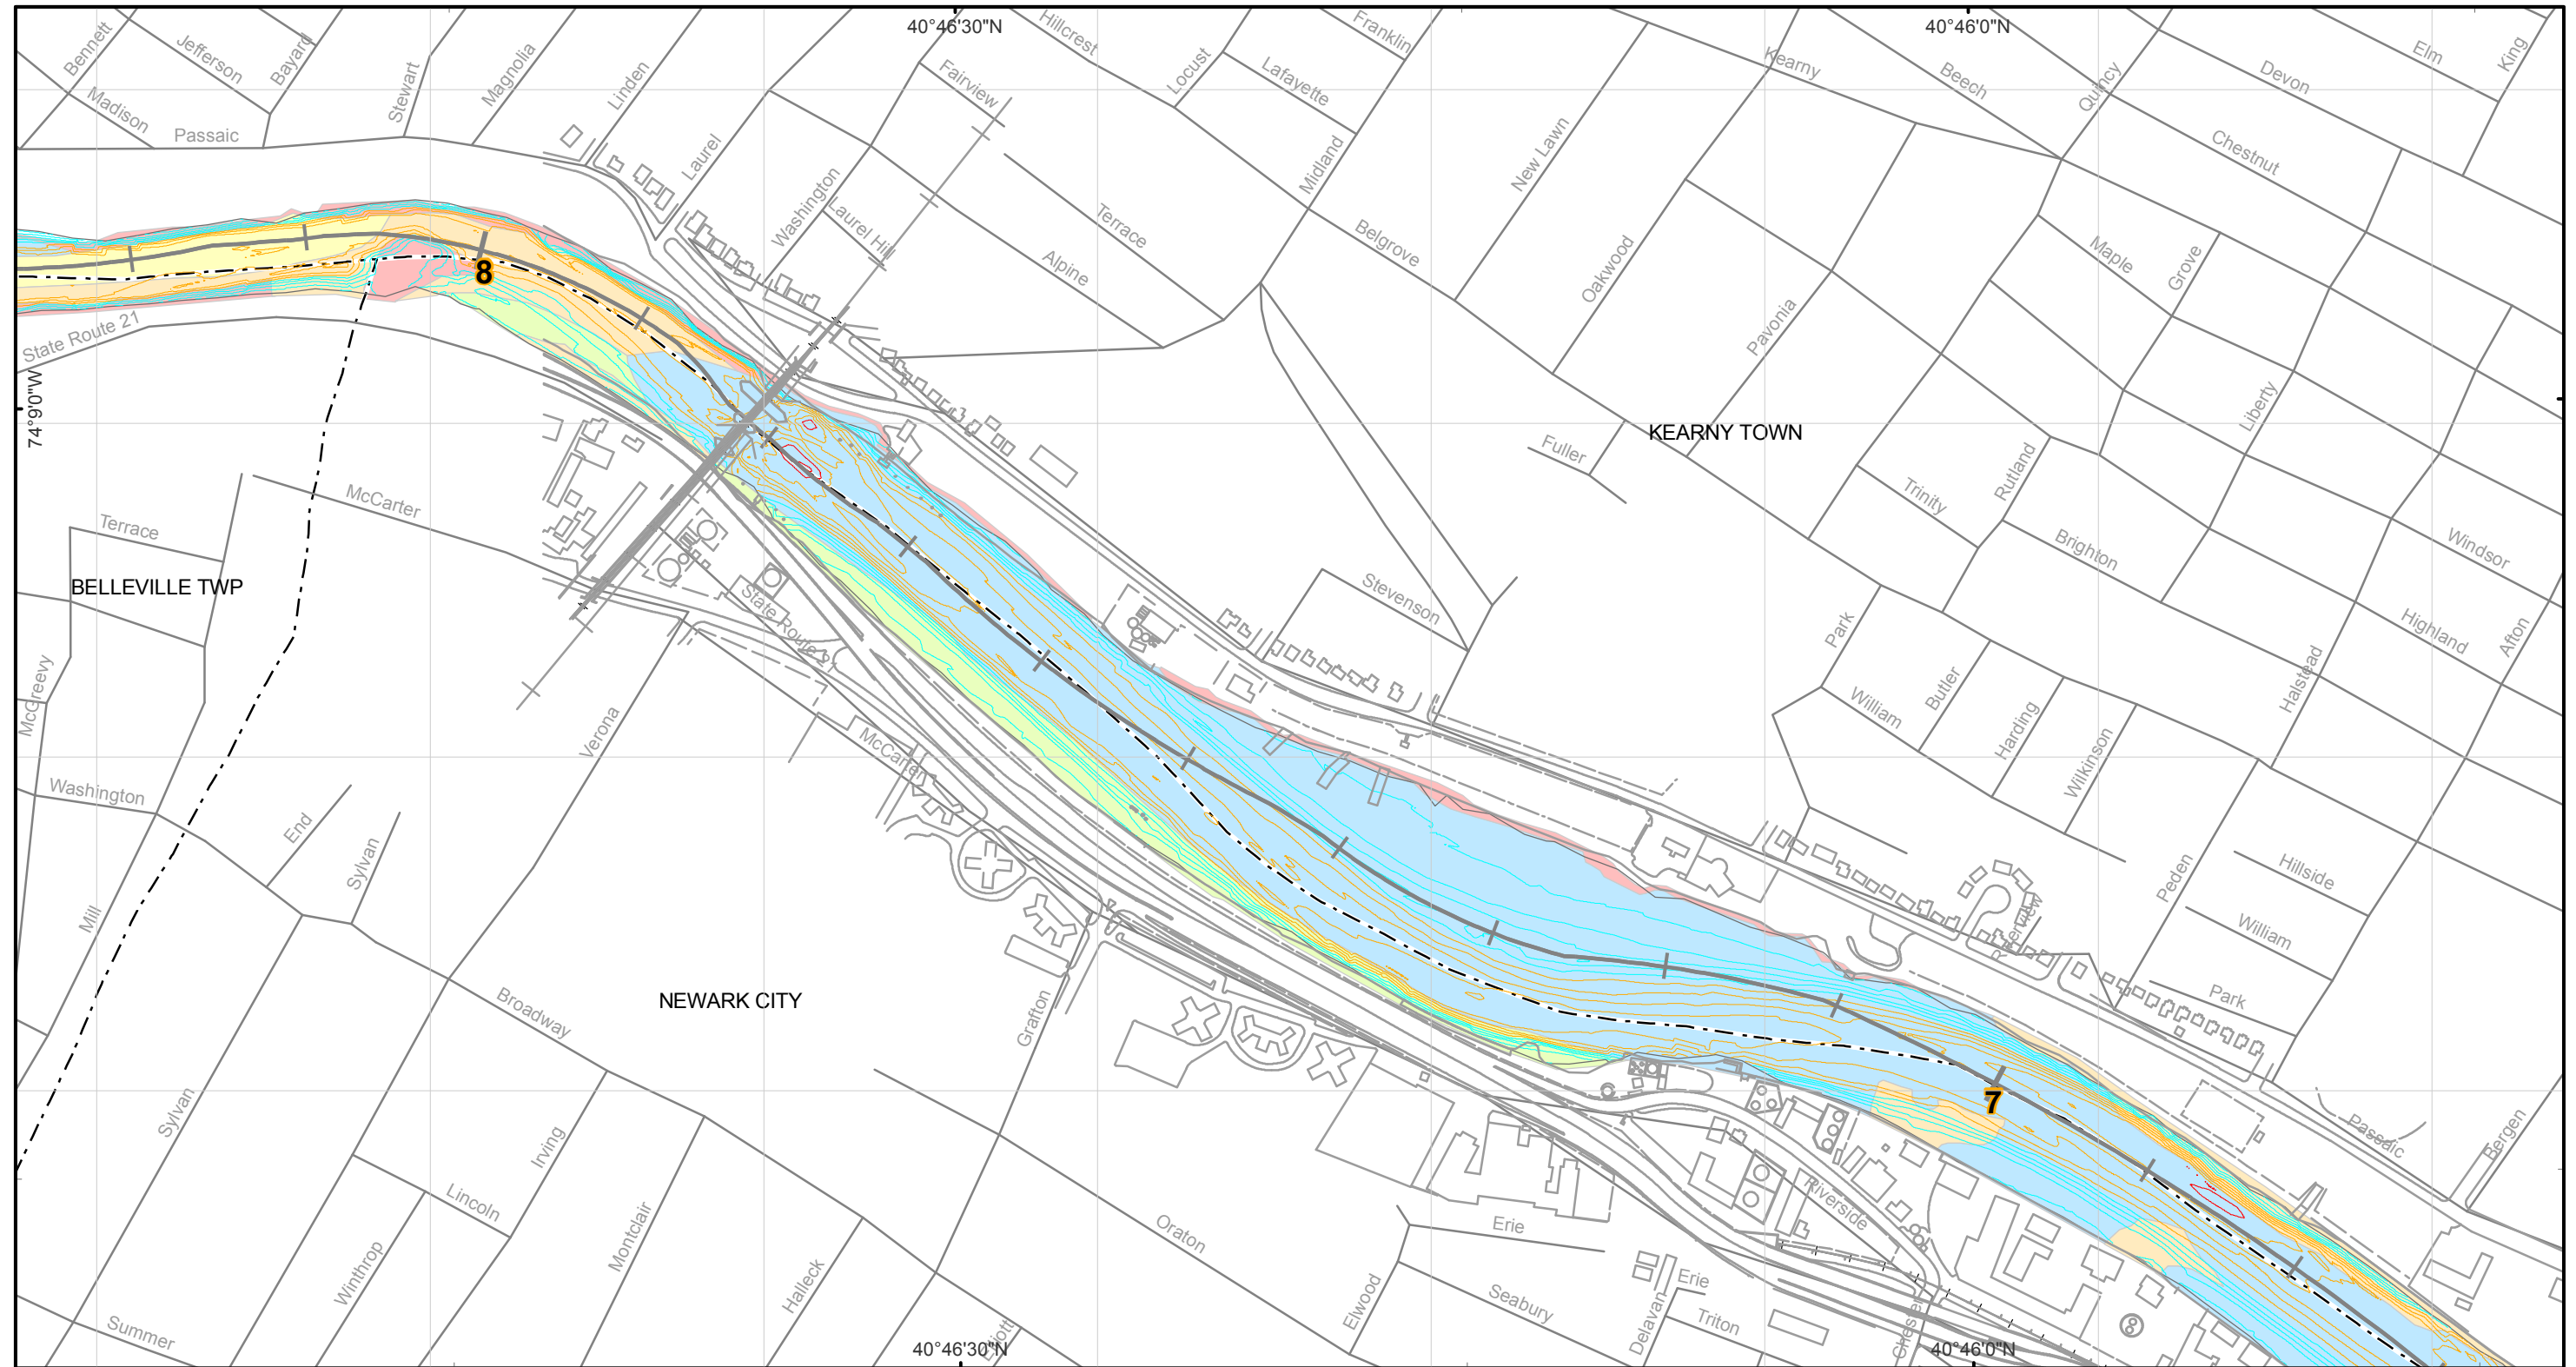 40°46'30"N
40°46'0"N
Bennett
Jefferson
Bayard
Stewart
Magnolia
Linden
Hillcrest
Franklin
Locust
Lafayette
Fairview
Kearny
Beech
Quincy
Devon
Elm
King
Madison
Passaic
Laurel
Washington
Laurel Hill
Terrace
Alpine
Midland
New Lawn
Belgrove
Oakwood
Pavonia
Chestnut
Maple
Grove
Liberty
8
State Route 21
74°9'0"W
KEARNY TOWN
Fuller
Trinity
Rutland
Brighton
Windsor
McCarter
Terrace
BELLEVILLE TWP
State Route 21
Stevenson
Park
Butler
William
Harding
Wilkinson
Halstead
Highland
Afton
McGreevy
Verona
McCarter
Washington
End
Sylvan
Mill
Peden
Hillside
William
Riverview
Park
NEWARK CITY
Broadway
Grafton
7
Passaic
Bergen
Sylvan
Irving
Lincoln
Montclair
Winthrop
Halleck
Oraton
Erie
Riverside
Elwood
Seabury
Erie
Delavan
Triton
Summer
40°46'30"N
40°46'0"N